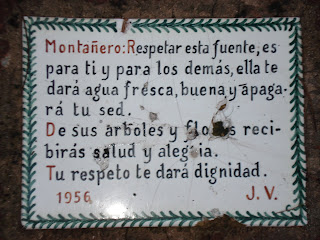 Montañero: Respetar esta fuente, es
para ti y para los demás, ella te
dará agua fresca, buena y apaga-
rá tu sed.
De sus árboles y flores reci-
birás salud y alegria.
Tu respeto te dará dignidad.
1956 J. V.